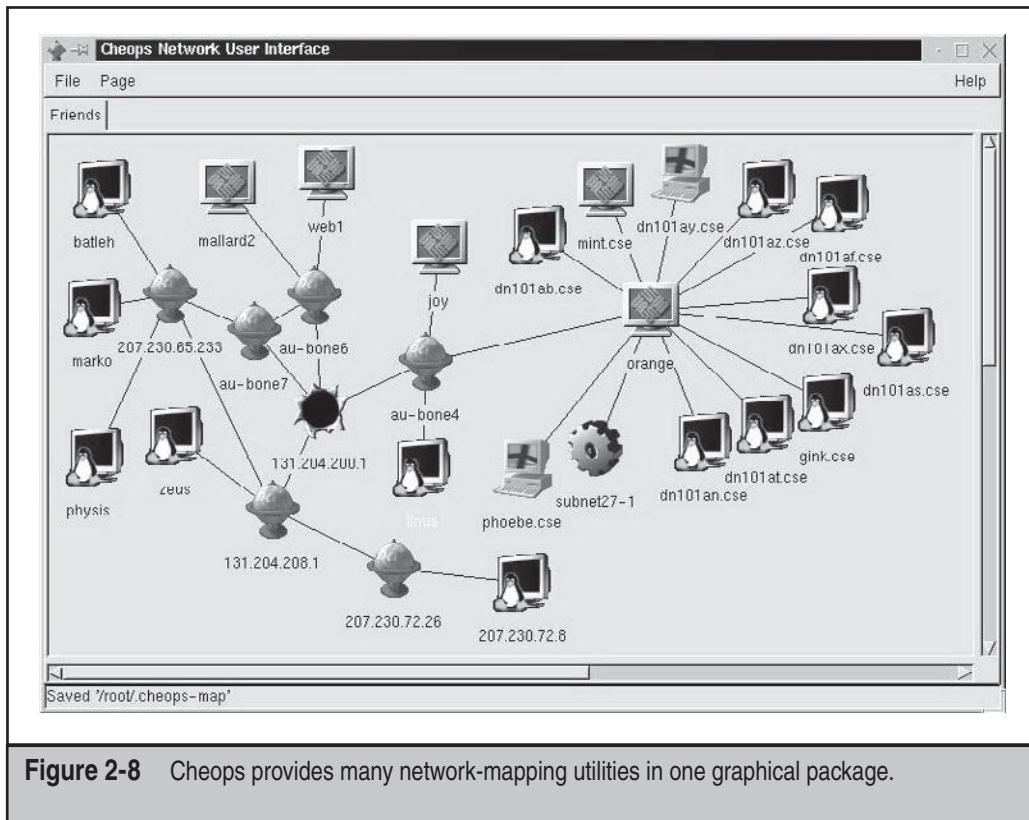 Cheops Network User Interface
File Page Help
Friends
batleh
mallard2
web1
joy
dn101ab.cse
mint.cse
dn101ay.cse
dn101az.cse
dn101af.cse
marko
207.230.65.233
au-bone6
au-bone7
au-bone4
orange
dn101ax.cse
dn101as.cse
physis
zeus
131.204.200.1
linus
phoebe.cse
subnet27-1
dn101an.cse
dn101at.cse
gink.cse
131.204.208.1
207.230.72.26
207.230.72.8
Saved '/root/.cheops-map'
Figure 2-8 Cheops provides many network-mapping utilities in one graphical package.